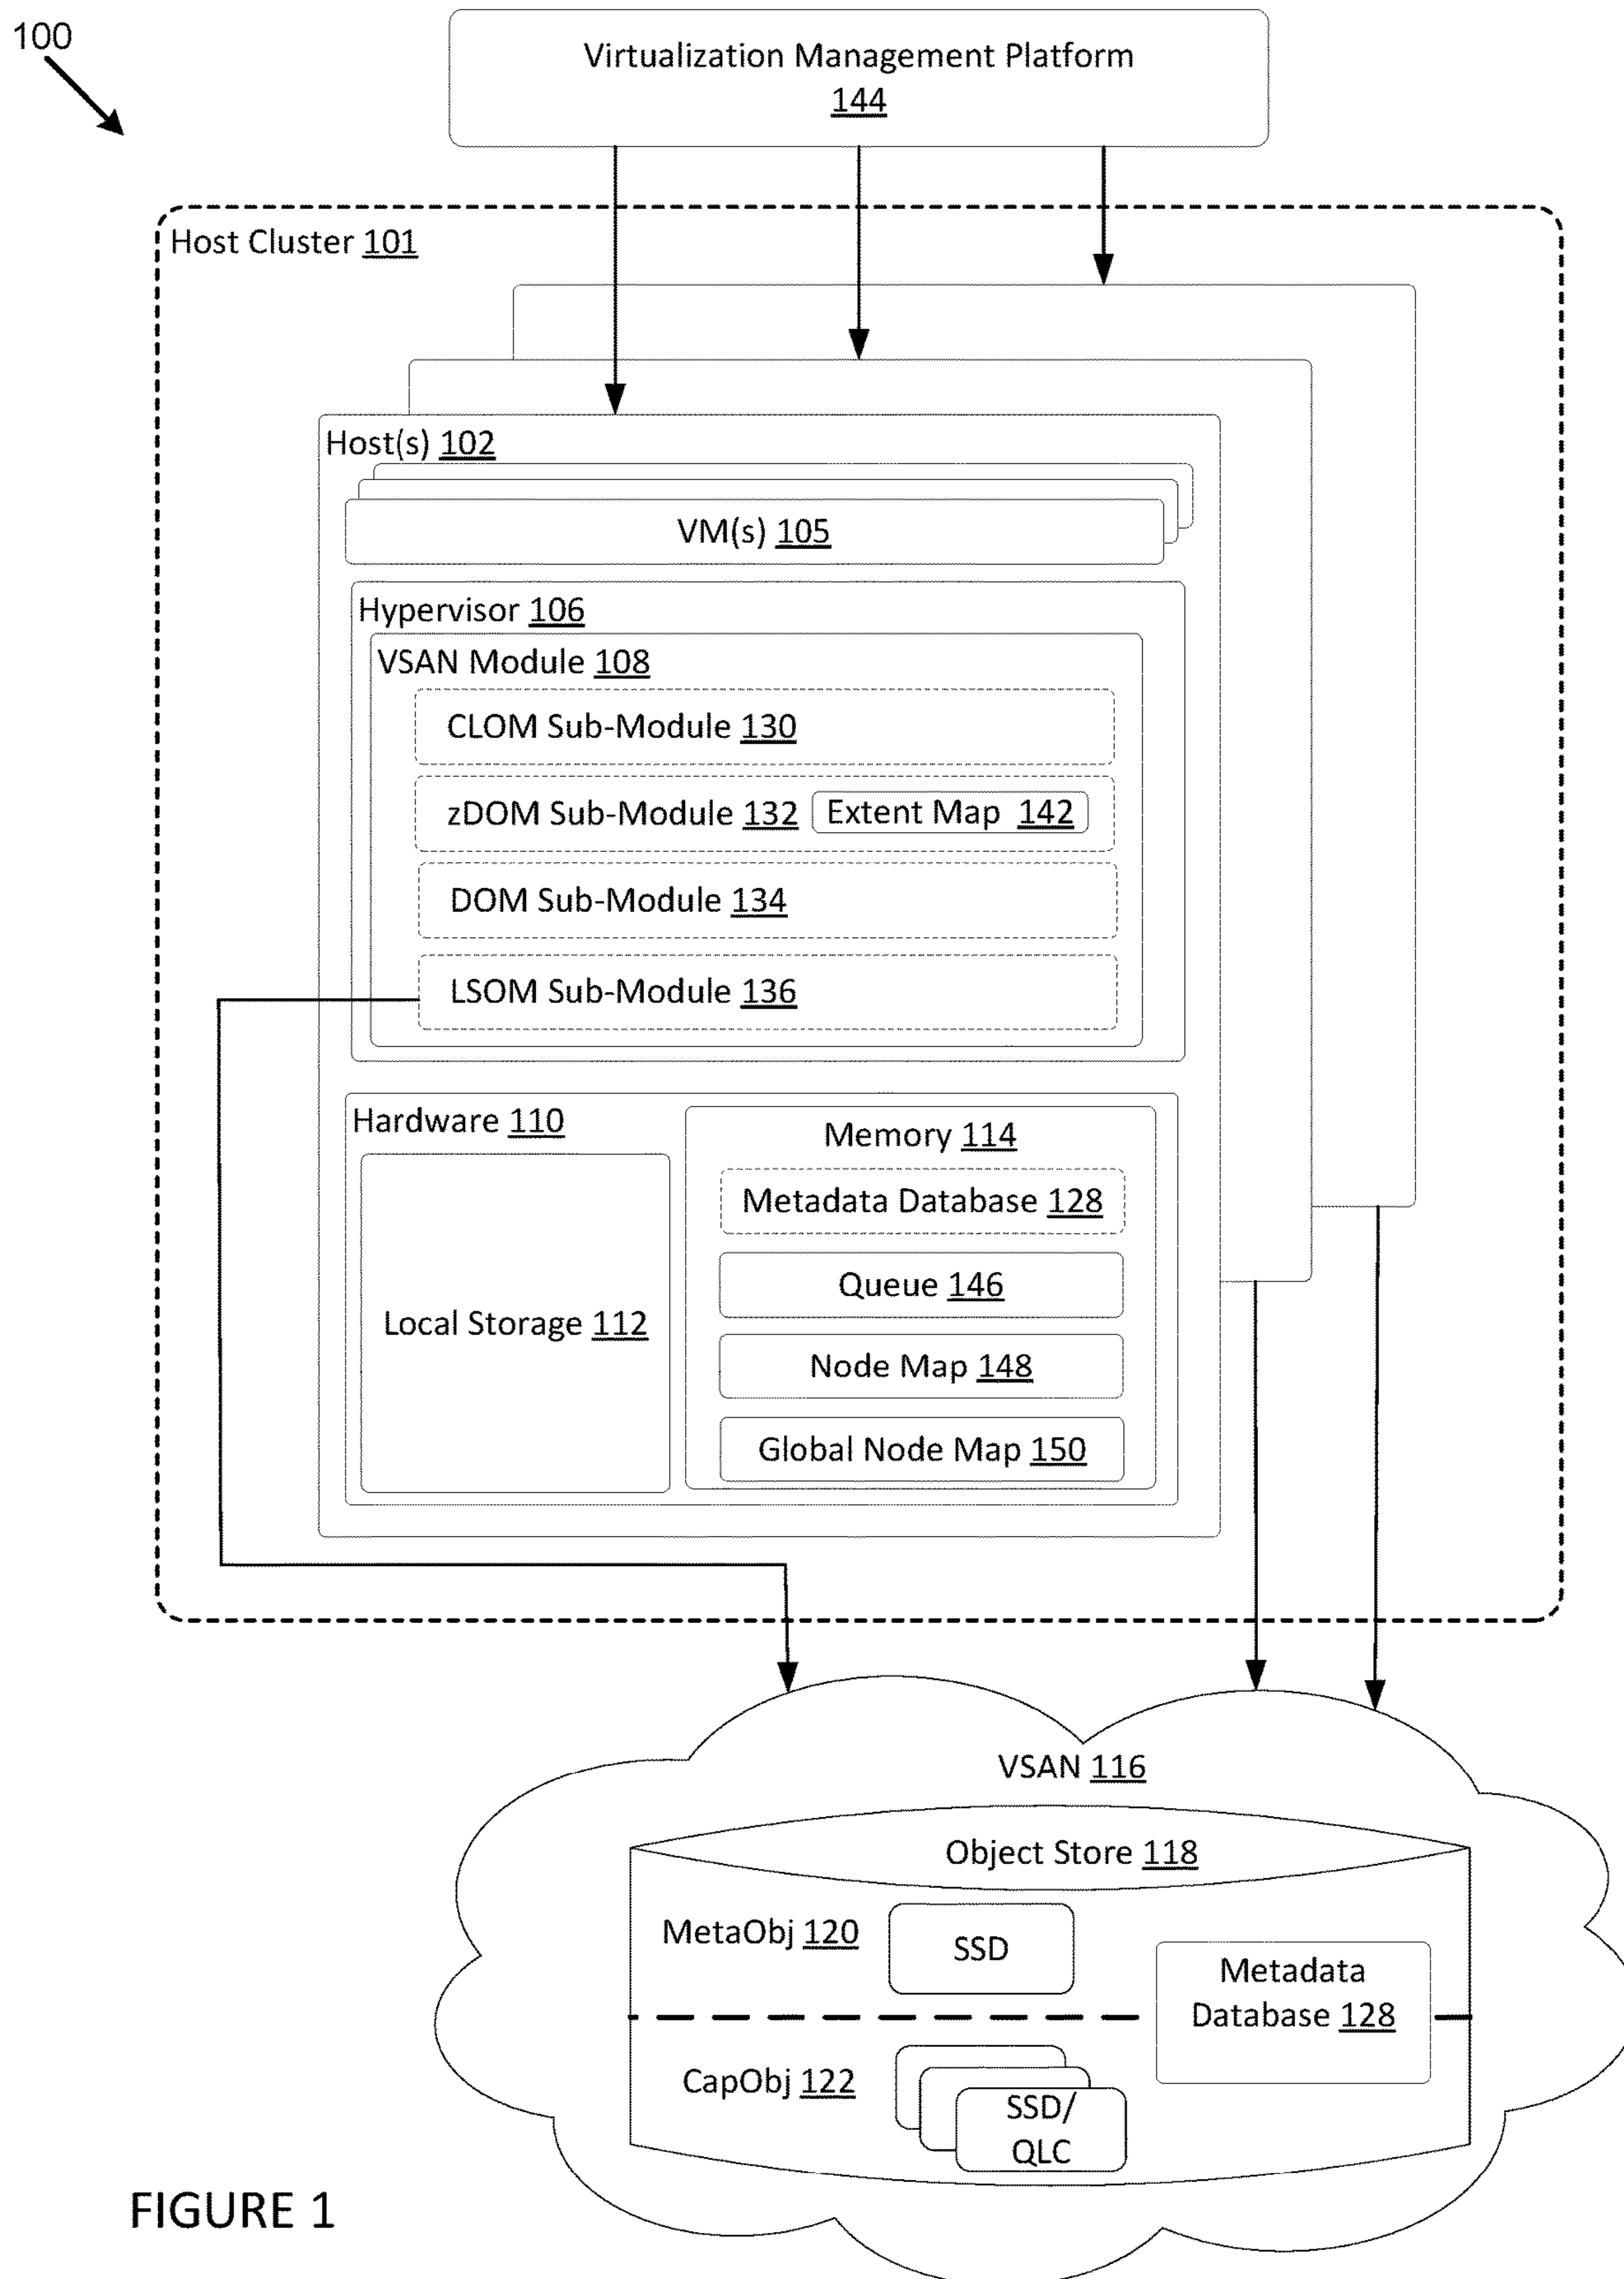 100
Virtualization Management Platform
144
Host Cluster 101
Host(s) 102
VM(s) 105
Hypervisor 106
VSAN Module 108
CLOM Sub-Module 130
zDOM Sub-Module 132 Extent Map 142
DOM Sub-Module 134
LSOM Sub-Module 136
Hardware 110
Memory 114
Metadata Database 128
Queue 146
Local Storage 112
Node Map 148
Global Node Map 150
VSAN 116
Object Store 118
MetaObj 120
SSD
Metadata
Database 128
CapObj 122
SSD/
QLC
FIGURE 1